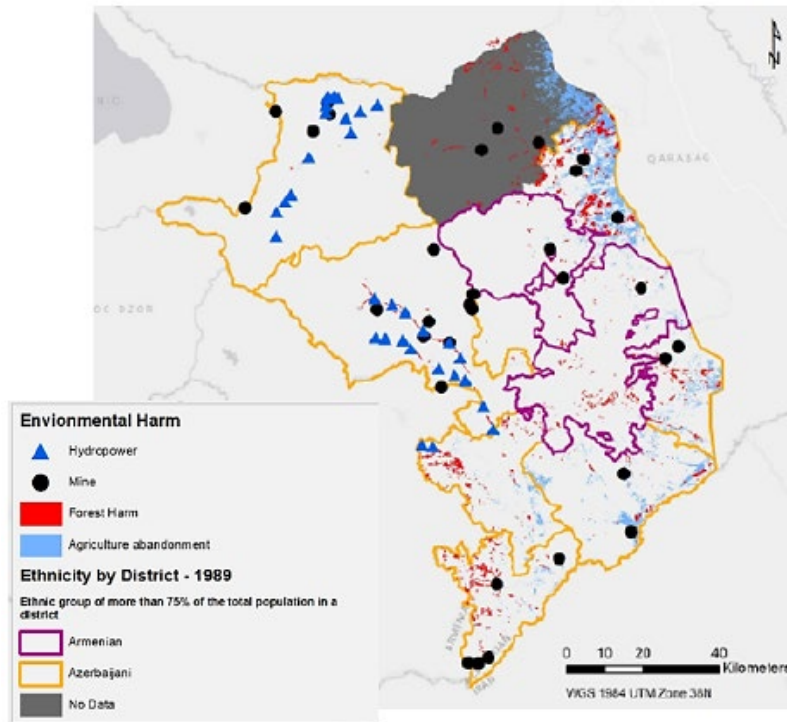 QARABAG
Envionmental Harm
Hydropower
Mine
Forest Harm
Agriculture abandonment
Ethnicity by District - 1989
Ethnic group of more than 75% of the total population in a
district
Armenian
Azerbaijani
No Data
IRAN
0 10 20 40
Kilometers
WGS 1984 UTM Zone 38N